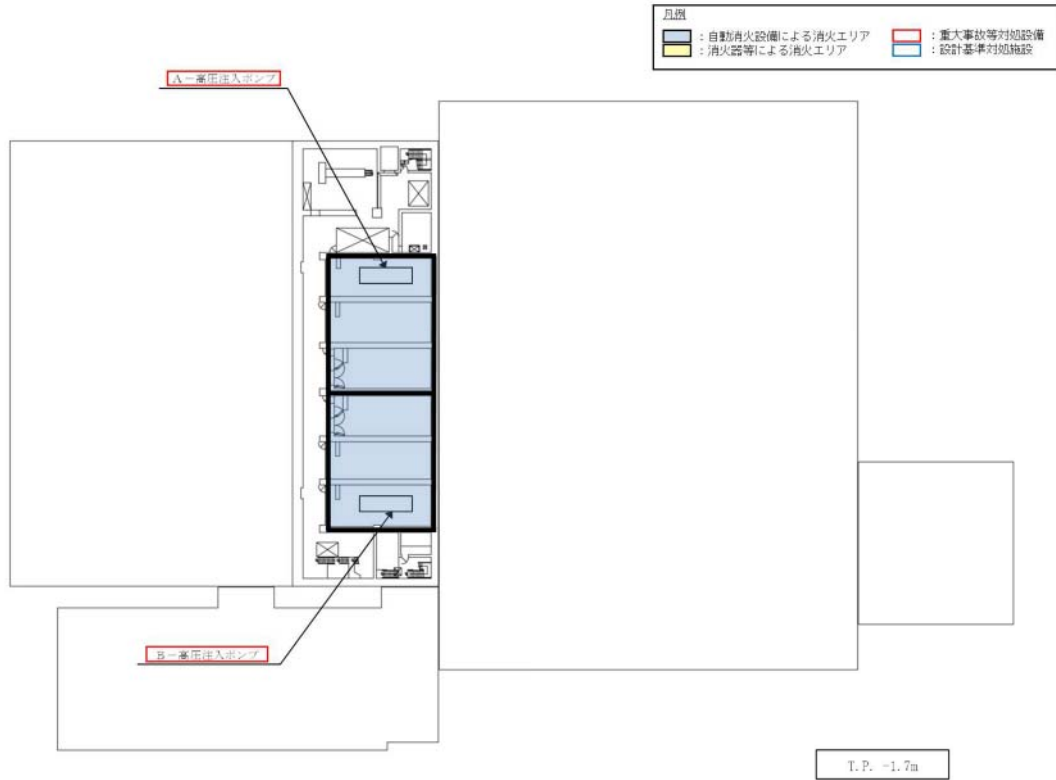 凡例
：自動消火設備による消火エリア
：消火器等による消火エリア
：重大事故等対処設備
：設計基準対処施設
A－高圧注入ポンプ
B－高圧注入ポンプ
T.P. -1.7m